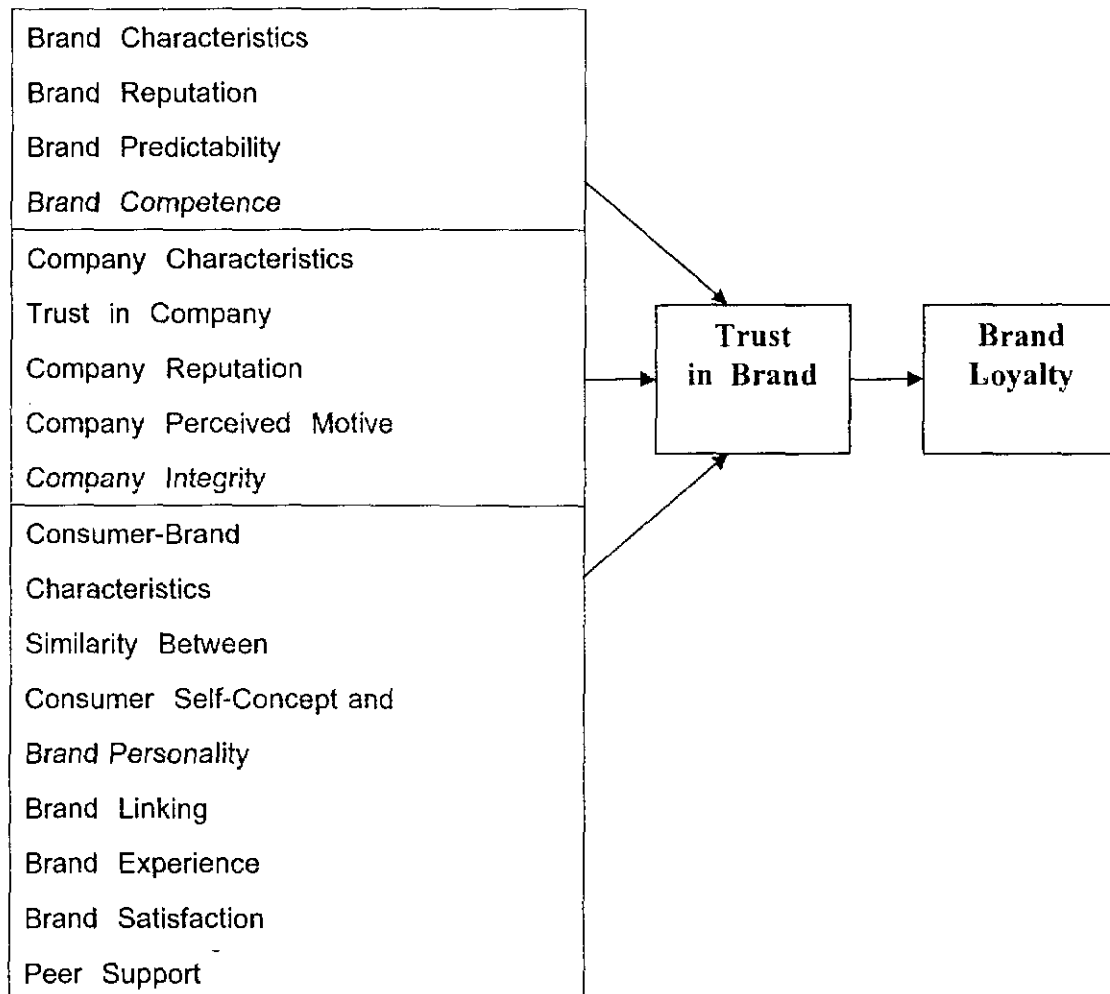 Brand Characteristics
Brand Reputation
Brand Predictability
Brand Competence
Company Characteristics
Trust in Company
Company Reputation
Company Perceived Motive
Company Integrity
Consumer-Brand
Characteristics
Similarity Between
Consumer Self-Concept and
Brand Personality
Brand Linking
Brand Experience
Brand Satisfaction
Peer Support
Trust
in Brand
Brand
Loyalty